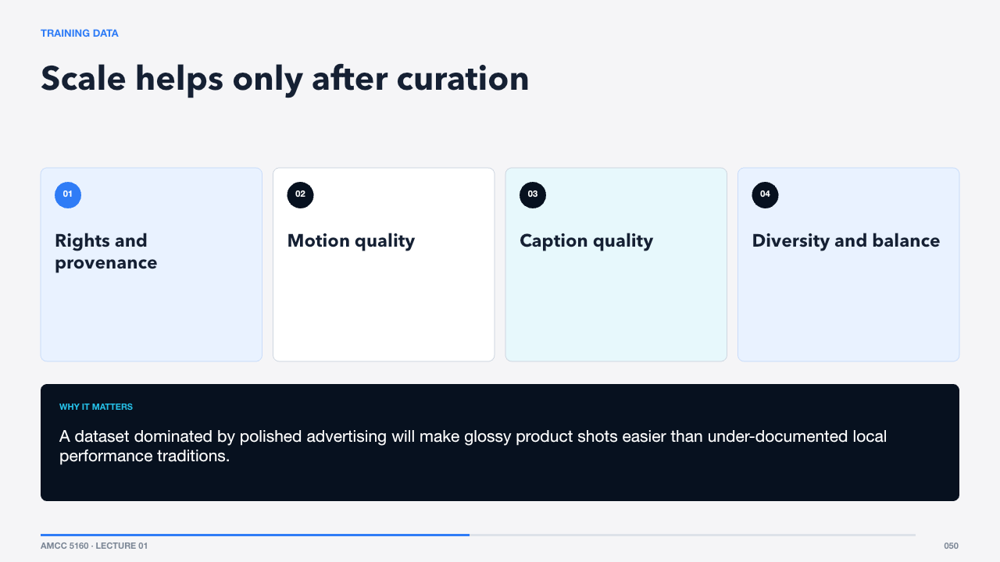 TRAINING DATA
Scale helps only after curation
01
Rights and
provenance
02
Motion quality
03
Caption quality
04
Diversity and balance
WHY IT MATTERS
A dataset dominated by polished advertising will make glossy product shots easier than under-documented local
performance traditions.
AMCC 5160 · LECTURE 01
050